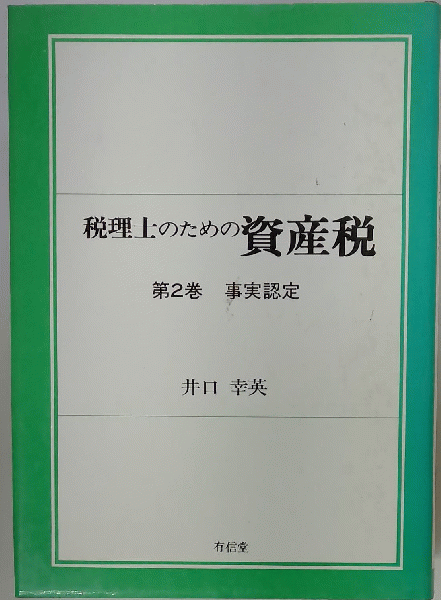 税理士のための資産税
第2巻 事実認定
井口 幸英
有信堂